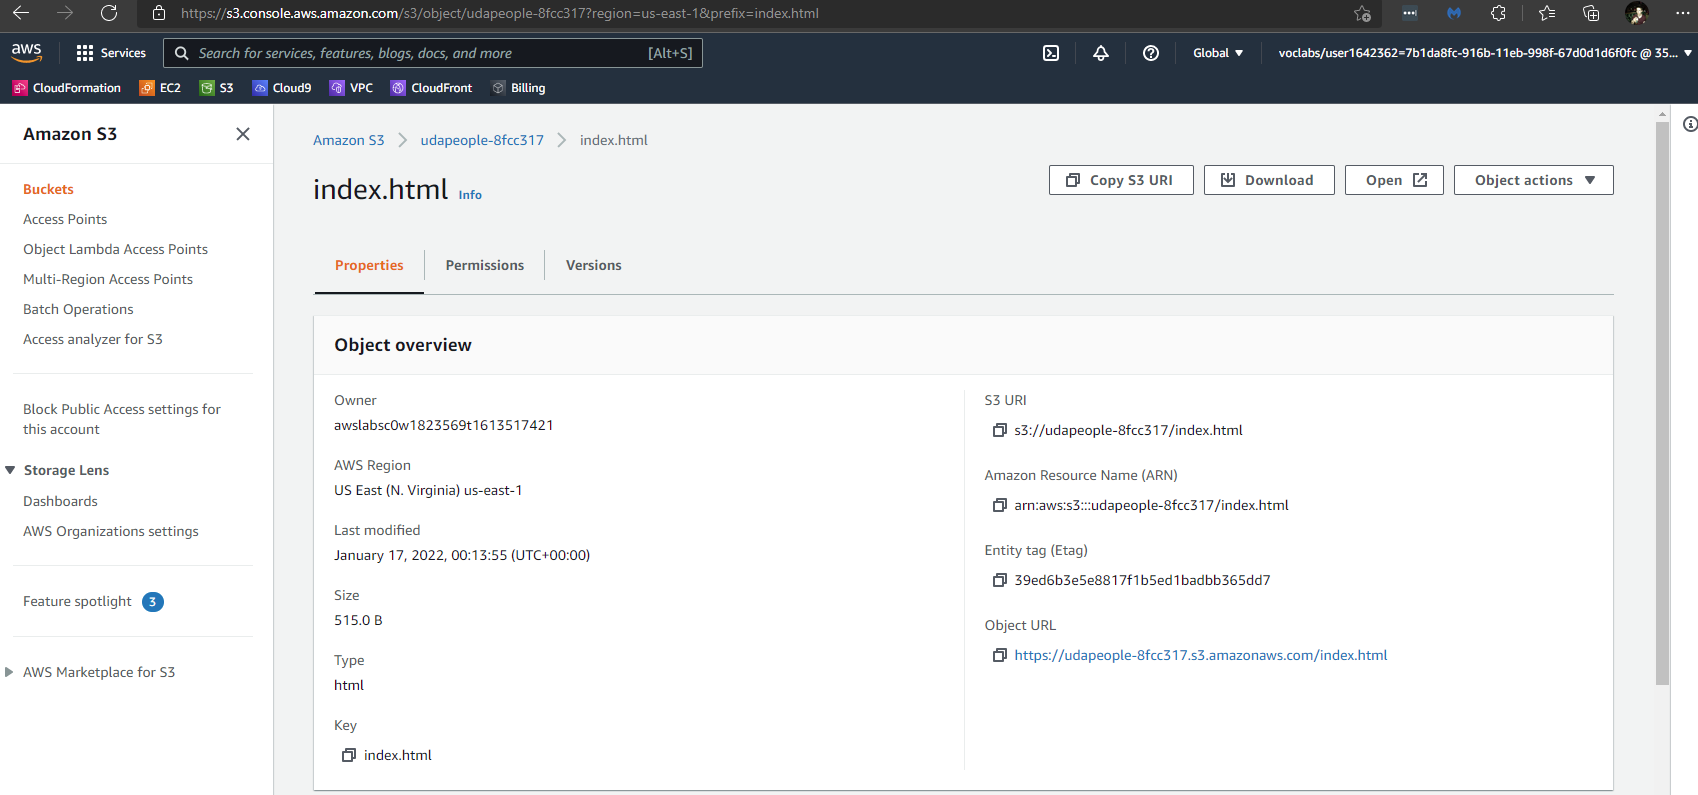 https://s3.console.aws.amazon.com/s3/object/udapeople-8fcc317?region=us-east-1&prefix=index.html
aws
Services
Search for services, features, blogs, docs, and more
[Alt+S]
Global
voclabs/user1642362=7b1da8fc-916b-11eb-998f-67d0d1d6f0fc @ 35...
CloudFormation
EC2
S3
Cloud9
VPC
CloudFront
Billing
Amazon S3
Buckets
Access Points
Object Lambda Access Points
Multi-Region Access Points
Batch Operations
Access analyzer for S3
Block Public Access settings for
this account
Storage Lens
Dashboards
AWS Organizations settings
Feature spotlight 3
AWS Marketplace for S3
Amazon S3 > udapeople-8fcc317 > index.html
index.html Info
Copy S3 URI
Download
Open
Object actions
Properties
Permissions
Versions
Object overview
Owner
awslabsc0w1823569t1613517421
AWS Region
US East (N. Virginia) us-east-1
Last modified
January 17, 2022, 00:13:55 (UTC+00:00)
Size
515.0 B
Type
html
Key
index.html
S3 URI
s3://udapeople-8fcc317/index.html
Amazon Resource Name (ARN)
arn:aws:s3:::udapeople-8fcc317/index.html
Entity tag (Etag)
39ed6b3e5e8817f1b5ed1badbb365dd7
Object URL
https://udapeople-8fcc317.s3.amazonaws.com/index.html